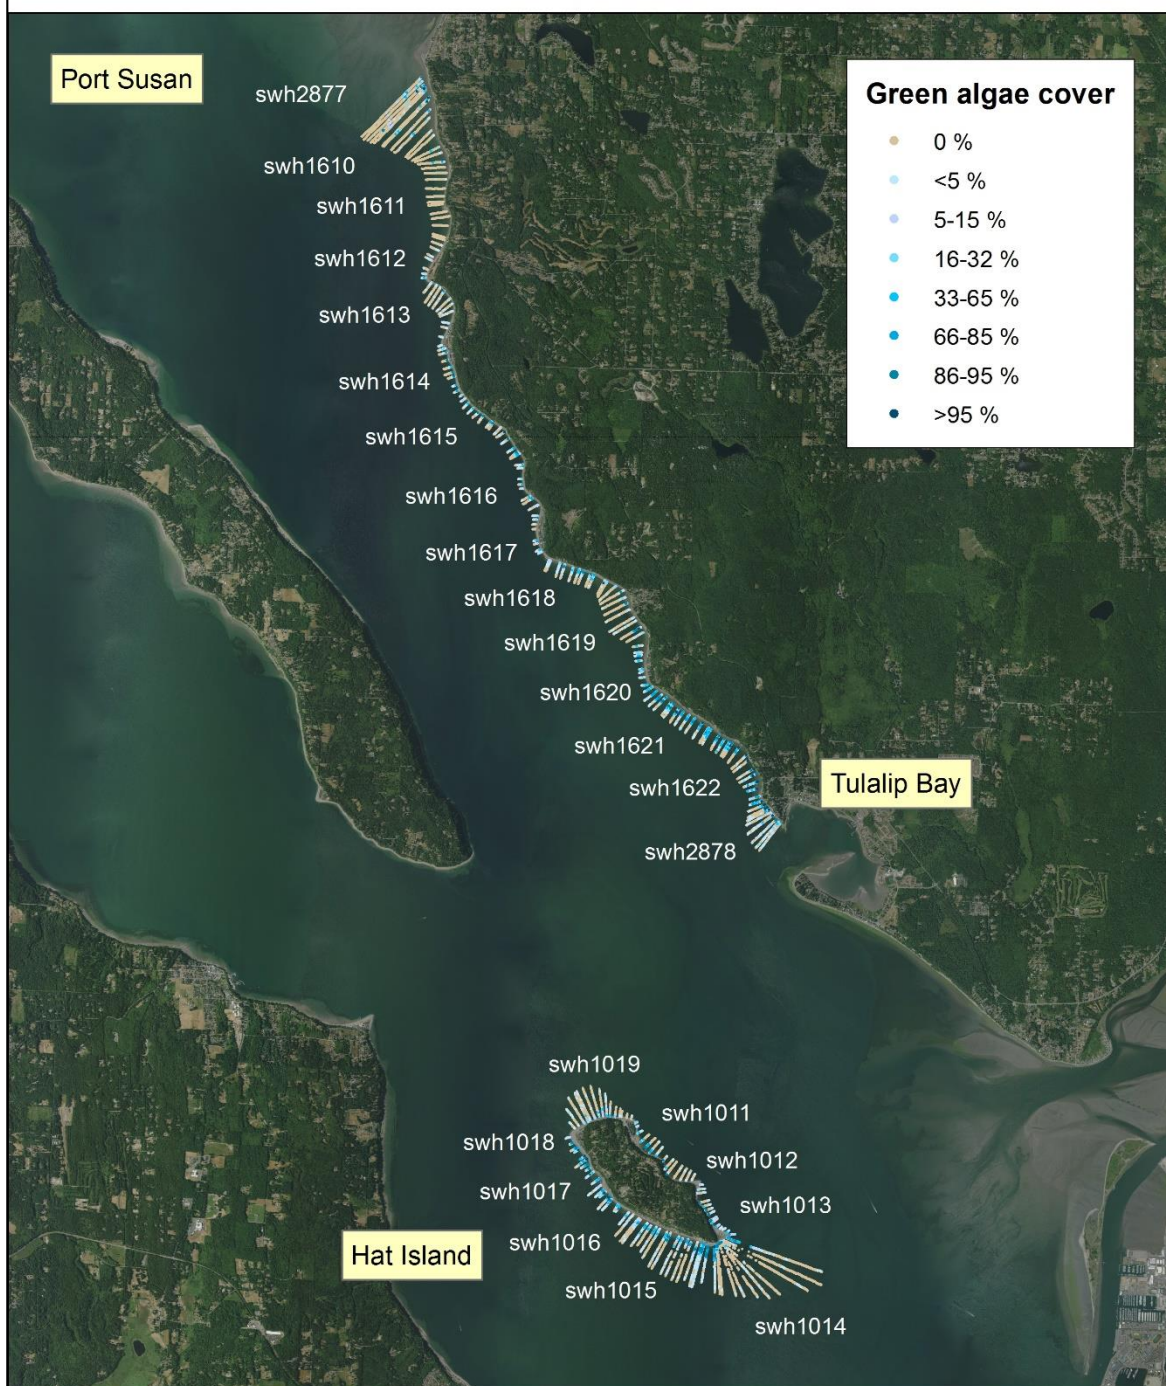 Port Susan
swh2877
swh1610
swh1611
swh1612
swh1613
swh1614
swh1615
swh1616
swh1617
swh1618
swh1619
swh1620
swh1621
swh1622
swh2878
Green algae cover
0 %
<5 %
5-15 %
16-32 %
33-65 %
66-85 %
86-95 %
>95 %
Tulalip Bay
swh1019
swh1011
swh1018
swh1012
swh1017
swh1013
swh1016
Hat Island
swh1015
swh1014